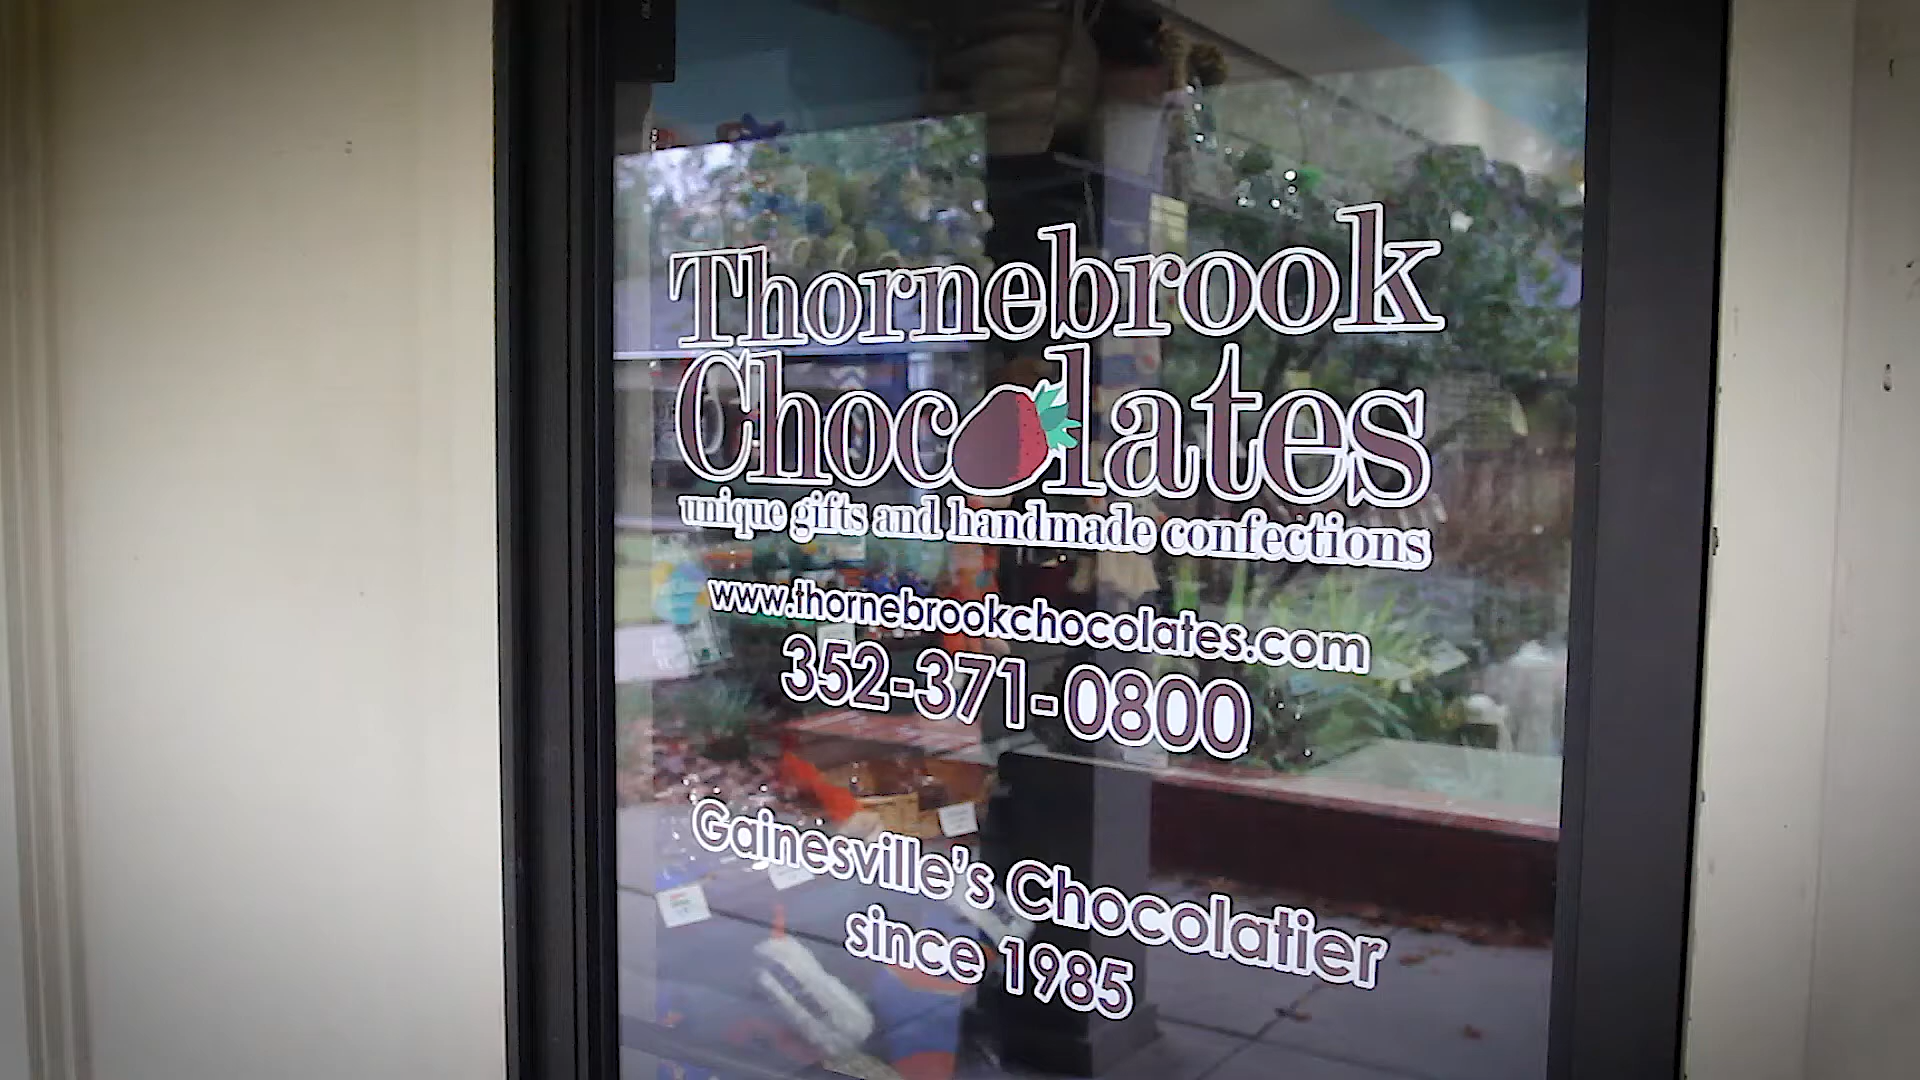 Thornebrook
Chocolates
unique gifts and handmade confections
www.thornebrookchocolates.com
352-371-0800
Gainesville's Chocolatier
since 1985